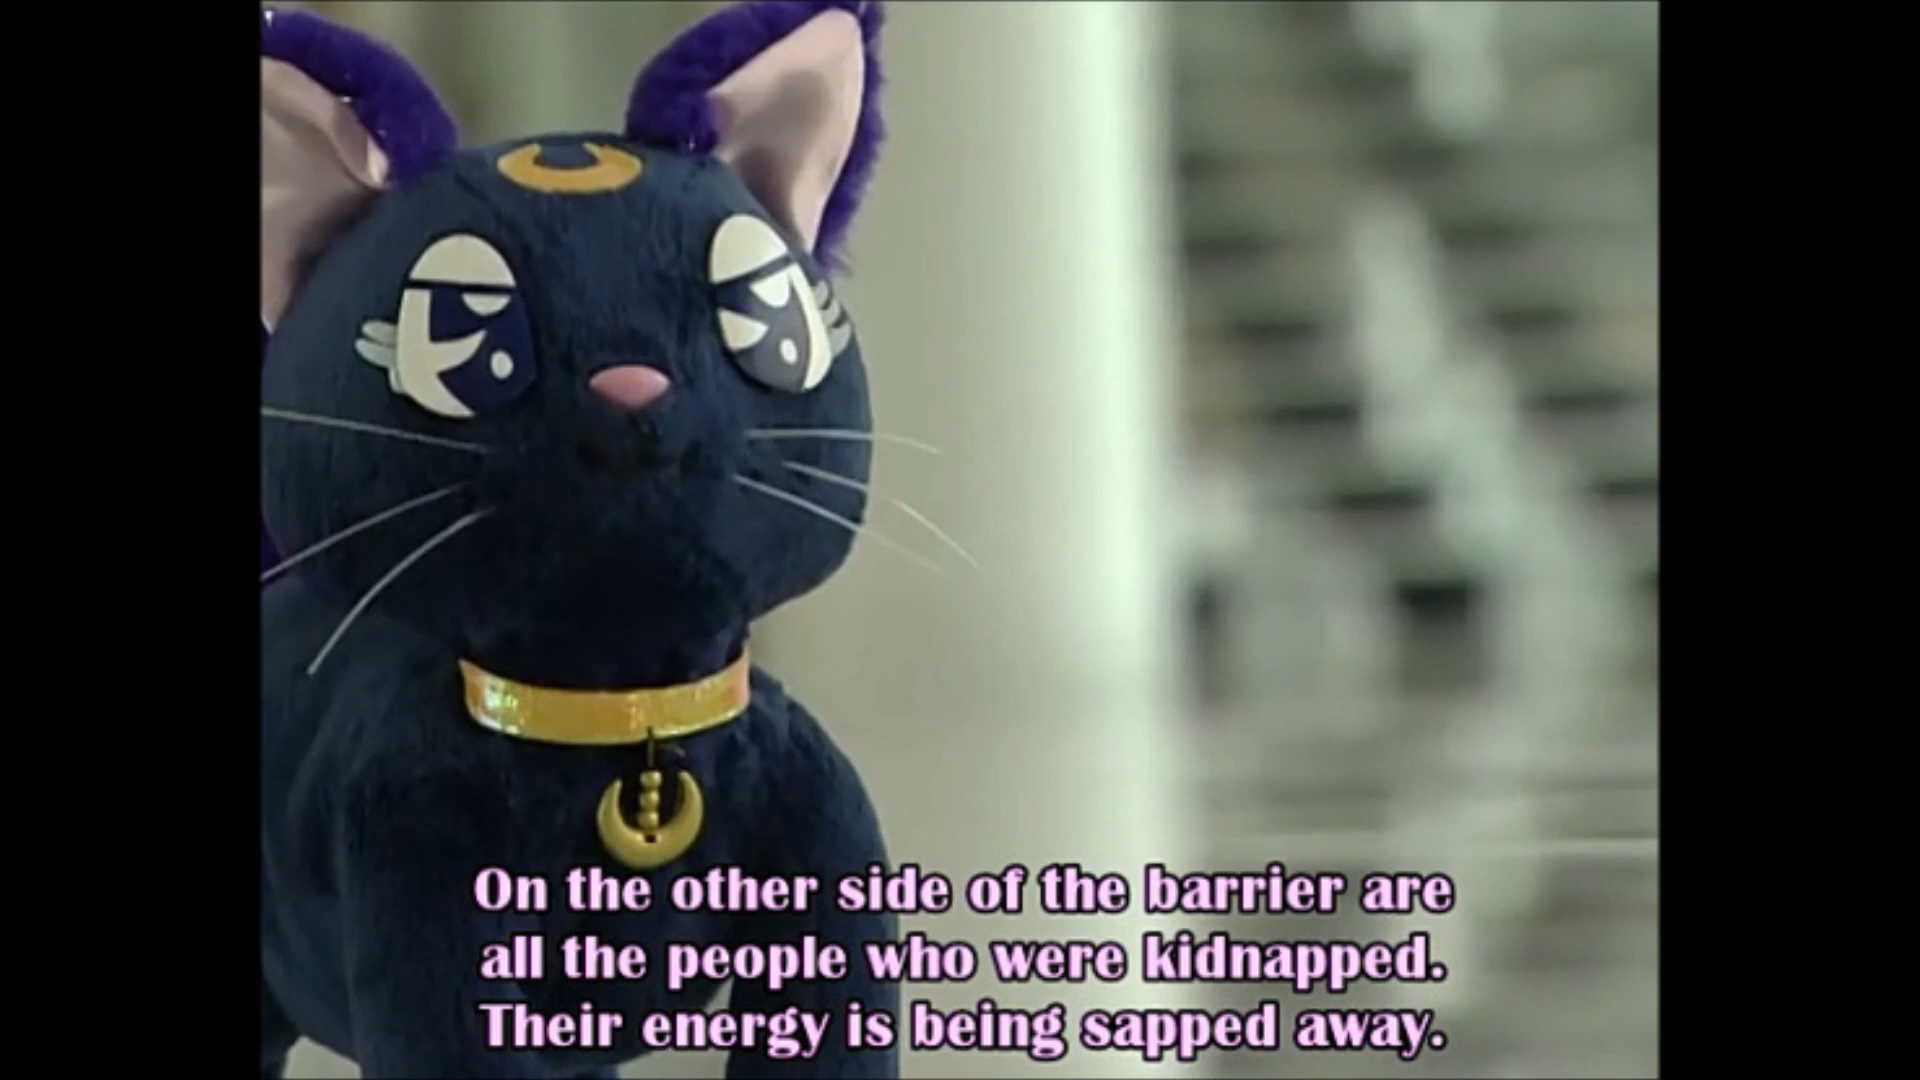 On the other side of the barrier are
all the people who were kidnapped.
Their energy is being sapped away.